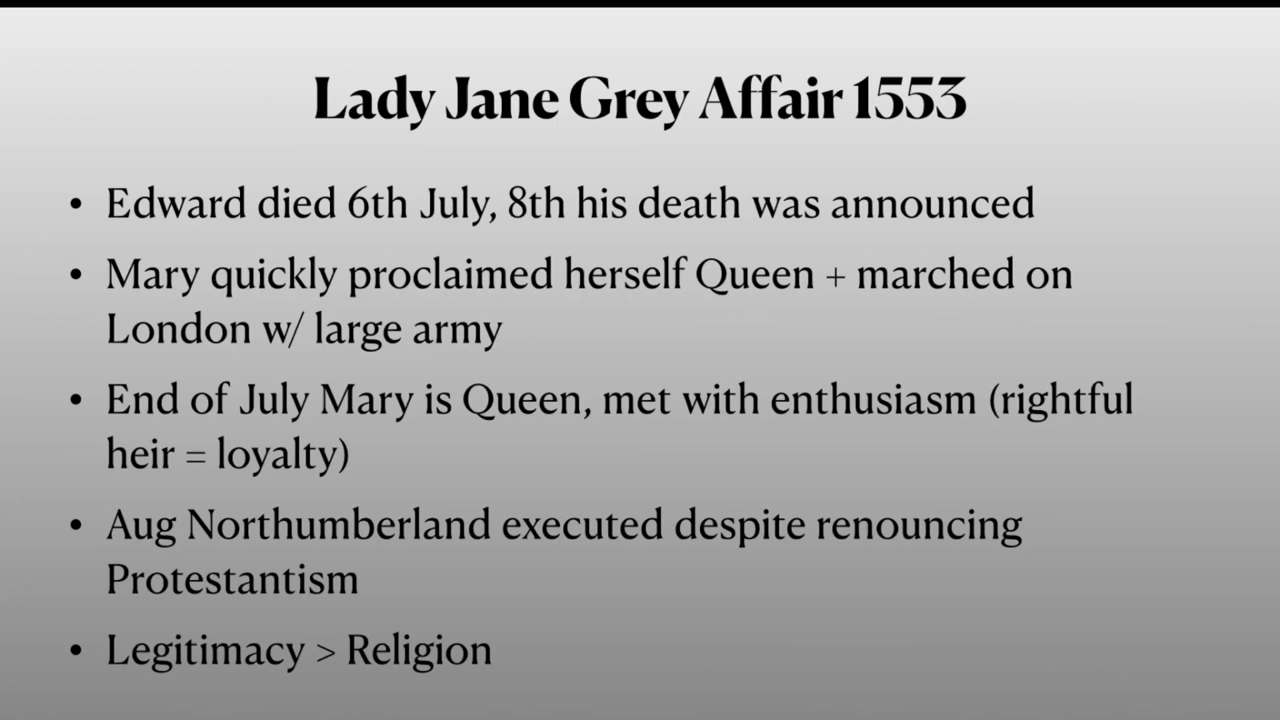 Lady Jane Grey Affair 1553
• Edward died 6th July, 8th his death was announced
• Mary quickly proclaimed herself Queen + marched on
London w/ large army
• End of July Mary is Queen, met with enthusiasm (rightful
heir = loyalty)
• Aug Northumberland executed despite renouncing
Protestantism
• Legitimacy > Religion